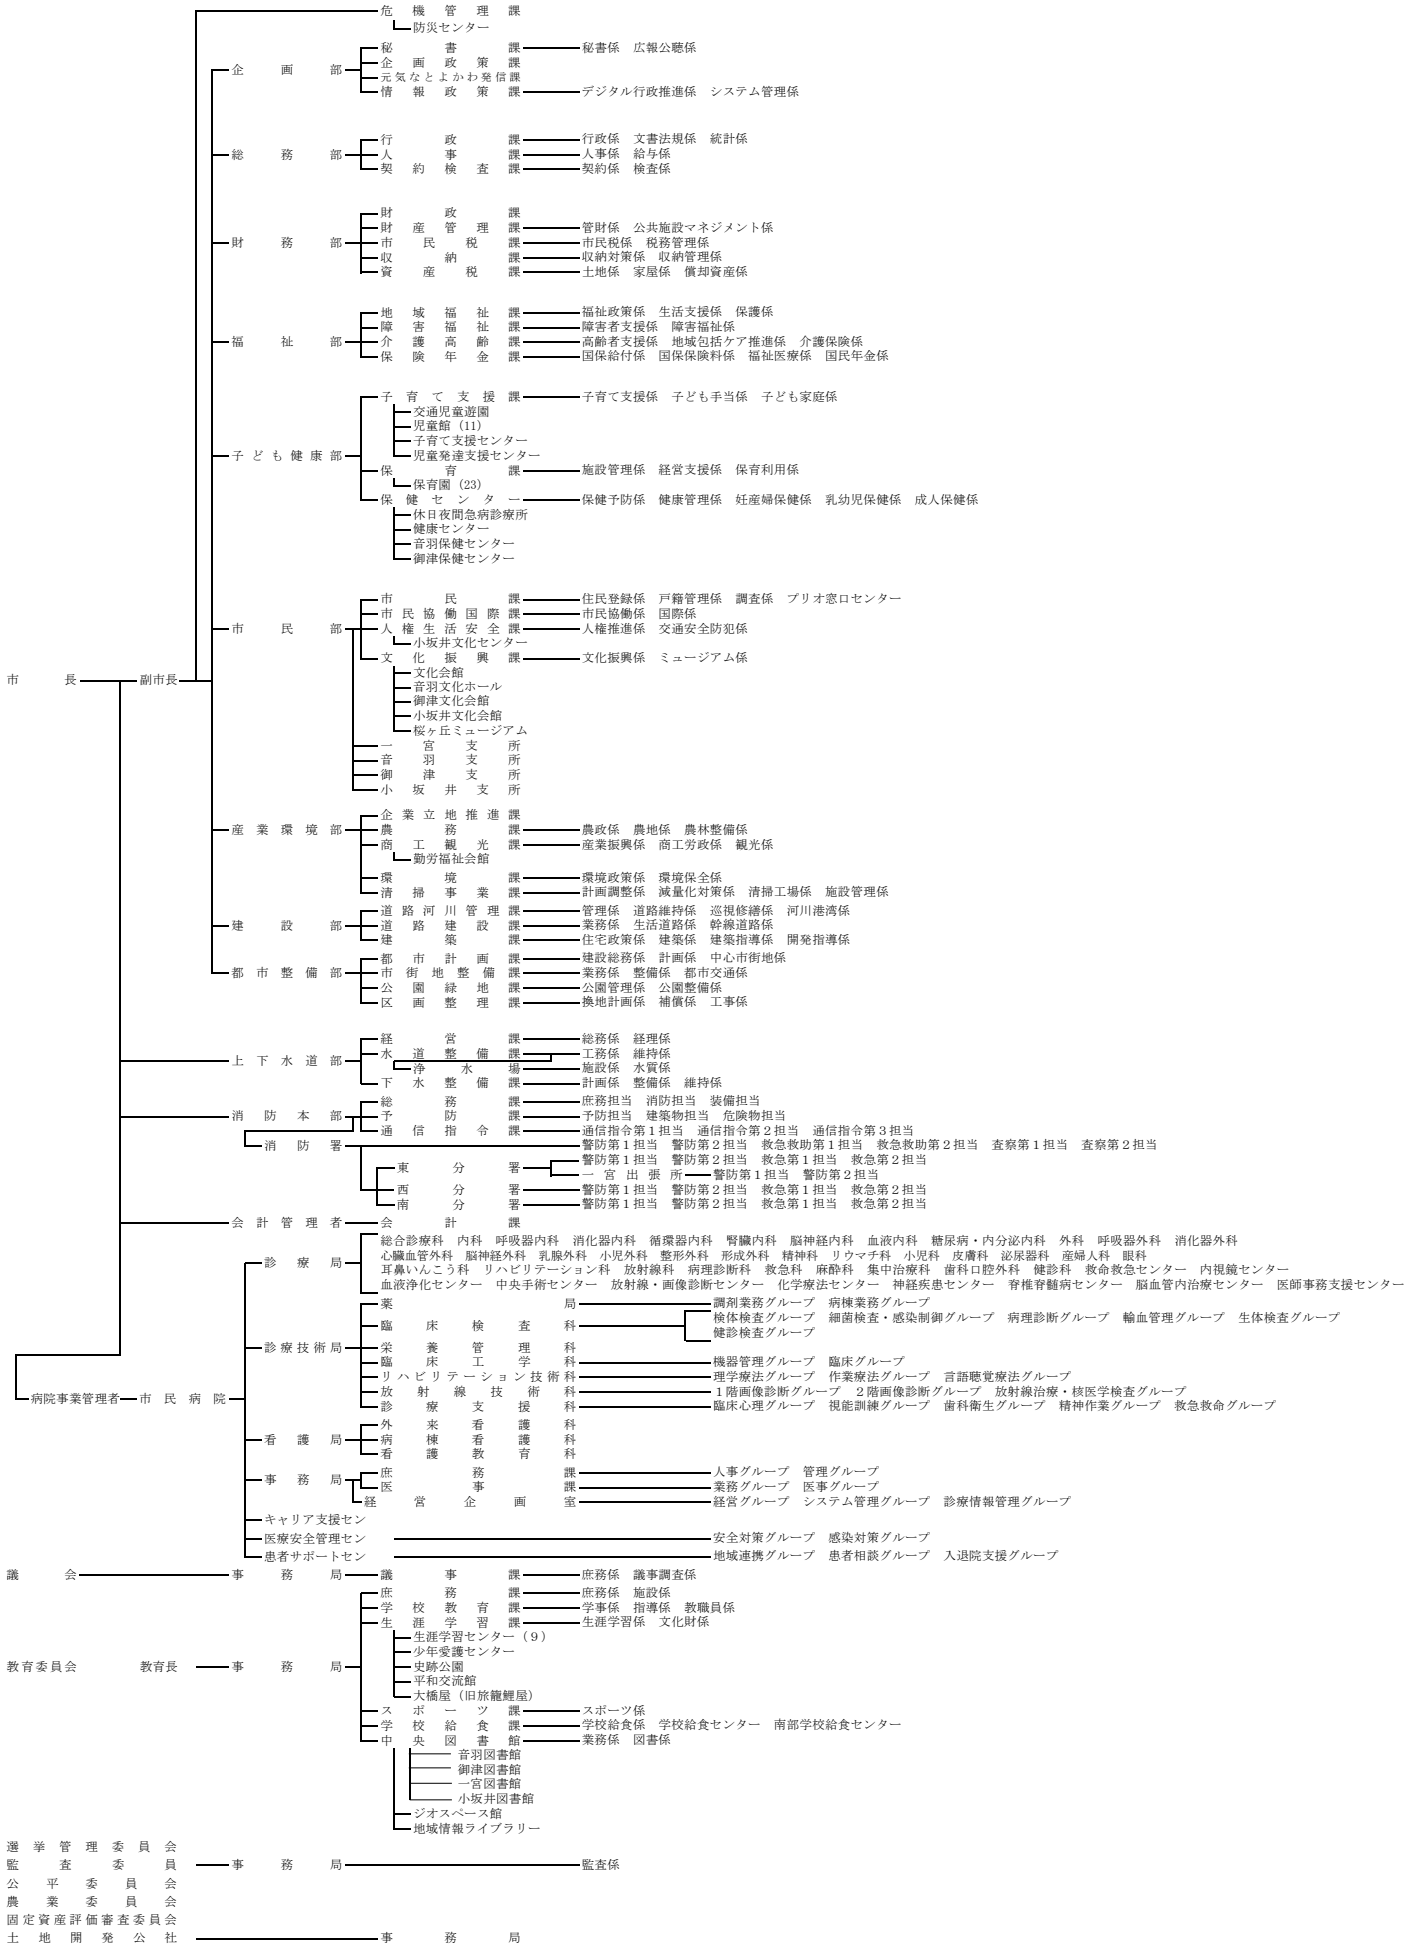 危機管理課
防災センター
秘書課 秘書係 広報公聴係
企画政策課
企画部
元気なとよかわ発信課
情報政策課 デジタル行政推進係 システム管理係
行政課 行政係 文書法規係 統計係
総務部 人事課 人事係 給与係
契約検査課 契約係 検査係
財政課
財産管理課 管財係 公共施設マネジメント係
財務部 市民税課 市民税係 税務管理係
収納課 収納対策係 収納管理係
資産税課 土地係 家屋係 償却資産係
地域福祉課 福祉政策係 生活支援係 保護係
障害福祉課 障害者支援係 障害福祉係
福祉部 介護高齢課 高齢者支援係 地域包括ケア推進係 介護保険係
保険年金課 国保給付係 国保保険料係 福祉医療係 国民年金係
子育て支援課 子育て支援係 子ども手当係 子ども家庭係
交通児童遊園
児童館（11）
子育て支援センター
子ども健康部 児童発達支援センター
保育課 施設管理係 経営支援係 保育利用係
保育園（23）
保健センター 保健予防係 健康管理係 妊産婦保健係 乳幼児保健係 成人保健係
休日夜間急病診療所
健康センター
音羽保健センター
御津保健センター
市民課 住民登録係 戸籍管理係 調査係 プリオ窓口センター
市民協働国際課 市民協働係 国際係
市民部 人権生活安全課 人権推進係 交通安全防犯係
小坂井文化センター
文化振興課 文化振興係 ミュージアム係
文化会館
市長 副市長 音羽文化ホール
御津文化会館
小坂井文化会館
桜ヶ丘ミュージアム
一宮支所
音羽支所
御津支所
小坂井支所
企業立地推進課
産業環境部 農務課 農政係 農地係 農林整備係
商工観光課 産業振興係 商工労政係 観光係
勤労福祉会館
環境課 環境政策係 環境保全係
清掃事業課 計画調整係 減量化対策係 清掃工場係 施設管理係
道路河川管理課 管理係 道路維持係 巡視修繕係 河川港湾係
建設部 道路建設課 業務係 生活道路係 幹線道路係
建築課 住宅政策係 建築係 建築指導係 開発指導係
都市計画課 建設総務係 計画係 中心市街地係
都市整備部 市街地整備課 業務係 整備係 都市交通係
公園緑地課 公園管理係 公園整備係
区画整理課 換地計画係 補償係 工事係
経営課 総務係 経理係
上下水道部 水道整備課 工務係 維持係
浄水場 施設係 水質係
下水整備課 計画係 整備係 維持係
総務課 庶務担当 消防担当 装備担当
消防本部 予防課 予防担当 建築物担当 危険物担当
通信指令課 通信指令第１担当 通信指令第２担当 通信指令第３担当
消防署 警防第１担当 警防第２担当 救急救助第１担当 救急救助第２担当 査察第１担当 査察第２担当
東分署 警防第１担当 警防第２担当 救急第１担当 救急第２担当
一宮出張所 警防第１担当 警防第２担当
西分署 警防第１担当 警防第２担当 救急第１担当 救急第２担当
南分署 警防第１担当 警防第２担当 救急第１担当 救急第２担当
会計管理者 会計課
総合診療科 内科 呼吸器内科 消化器内科 循環器内科 腎臓内科 脳神経内科 血液内科 糖尿病・内分泌内科 外科 呼吸器外科 消化器外科
診療局 心臓血管外科 脳神経外科 乳腺外科 小児外科 整形外科 形成外科 精神科 リウマチ科 小児科 皮膚科 泌尿器科 産婦人科 眼科
耳鼻いんこう科 リハビリテーション科 放射線科 病理診断科 救急科 麻酔科 集中治療科 歯科口腔外科 健診科 救命救急センター 内視鏡センター
血液浄化センター 中央手術センター 放射線・画像診断センター 化学療法センター 神経疾患センター 脊椎脊髄病センター 脳血管内治療センター 医師事務支援センター
薬局 調剤業務グループ 病棟業務グループ
臨床検査科 検体検査グループ 細菌検査・感染制御グループ 病理診断グループ 輸血管理グループ 生体検査グループ
健診検査グループ
診療技術局 栄養管理科
臨床工学科 機器管理グループ 臨床グループ
リハビリテーション技術科 理学療法グループ 作業療法グループ 言語聴覚療法グループ
放射線技術科 １階画像診断グループ ２階画像診断グループ 放射線治療・核医学検査グループ
病院事業管理者 市民病院
診療支援科 臨床心理グループ 視能訓練グループ 歯科衛生グループ 精神作業グループ 救急救命グループ
外来看護科
看護局 病棟看護科
看護教育科
庶務課 人事グループ 管理グループ
事務局
医事課 業務グループ 医事グループ
経営企画室 経営グループ システム管理グループ 診療情報管理グループ
キャリア支援セン
医療安全管理セン 安全対策グループ 感染対策グループ
患者サポートセン 地域連携グループ 患者相談グループ 入退院支援グループ
議会 事務局 議事課 庶務係 議事調査係
庶務課 庶務係 施設係
学校教育課 学事係 指導係 教職員係
生涯学習課 生涯学習係 文化財係
生涯学習センター（９）
少年愛護センター
教育委員会 教育長 事務局 史跡公園
平和交流館
大橋屋（旧旅籠鯉屋）
スポーツ課 スポーツ係
学校給食課 学校給食係 学校給食センター 南部学校給食センター
中央図書館 業務係 図書係
音羽図書館
御津図書館
一宮図書館
小坂井図書館
ジオスペース館
地域情報ライブラリー
選挙管理委員会
監査委員 事務局 監査係
公平委員会
農業委員会
固定資産評価審査委員会
土地開発公社 事務局